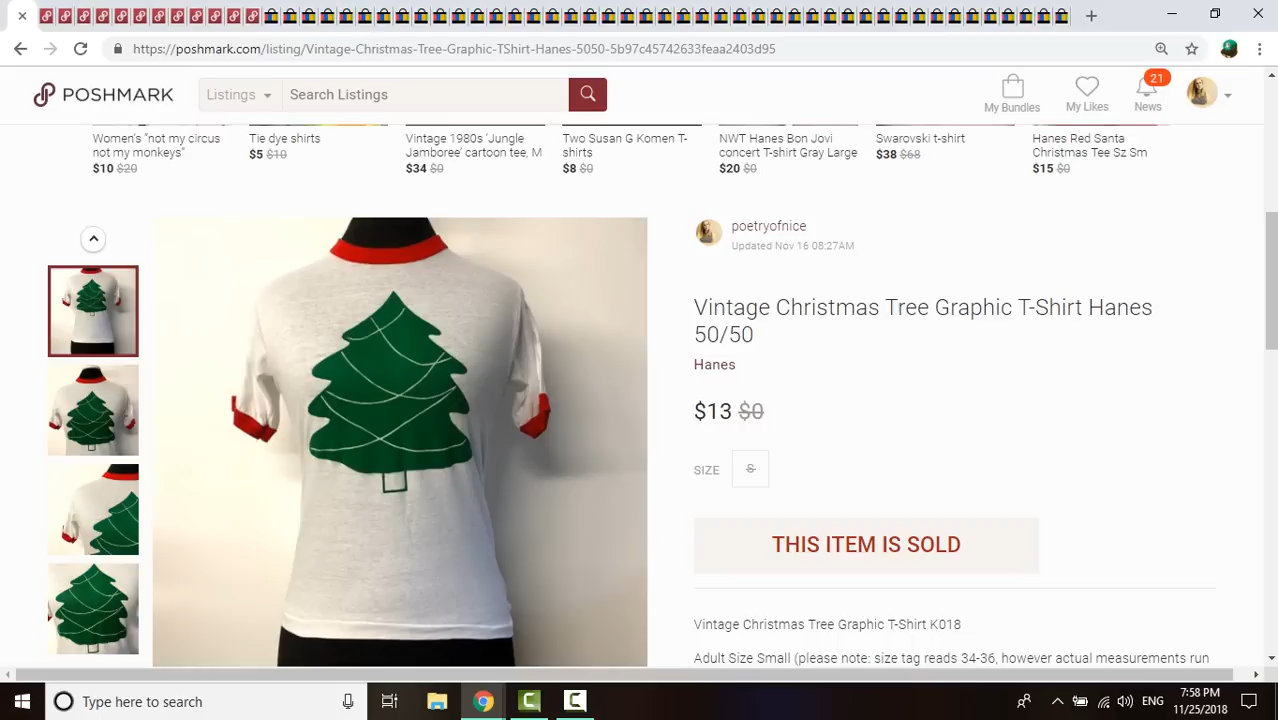 https://poshmark.com/listing/Vintage-Christmas-Tree-Graphic-TShirt-Hanes-5050-5b97c45742633feaa2403d95
POSHMARK
Listings
Search Listings
My Bundles
My Likes
21
News
Women's "not my circus
not my monkeys"
$10 $20
Tie dye shirts
$5 $10
Vintage 1980s 'Jungle
Jamboree' cartoon tee, M
$34 $0
Two Susan G Komen T-
shirts
$8 $0
NWT Hanes Bon Jovi
concert T-shirt Gray Large
$20 $0
Swarovski t-shirt
$38 $68
Hanes Red Santa
Christmas Tee Sz Sm
$15 $0
poetryofnice
Updated Nov 16 08:27AM
Vintage Christmas Tree Graphic T-Shirt Hanes
50/50
Hanes
$13 $0
SIZE S
THIS ITEM IS SOLD
Vintage Christmas Tree Graphic T-Shirt K018
Adult Size Small (please note: size tag reads 34-36, however actual measurements run
Type here to search
ENG
7:58 PM
11/25/2018